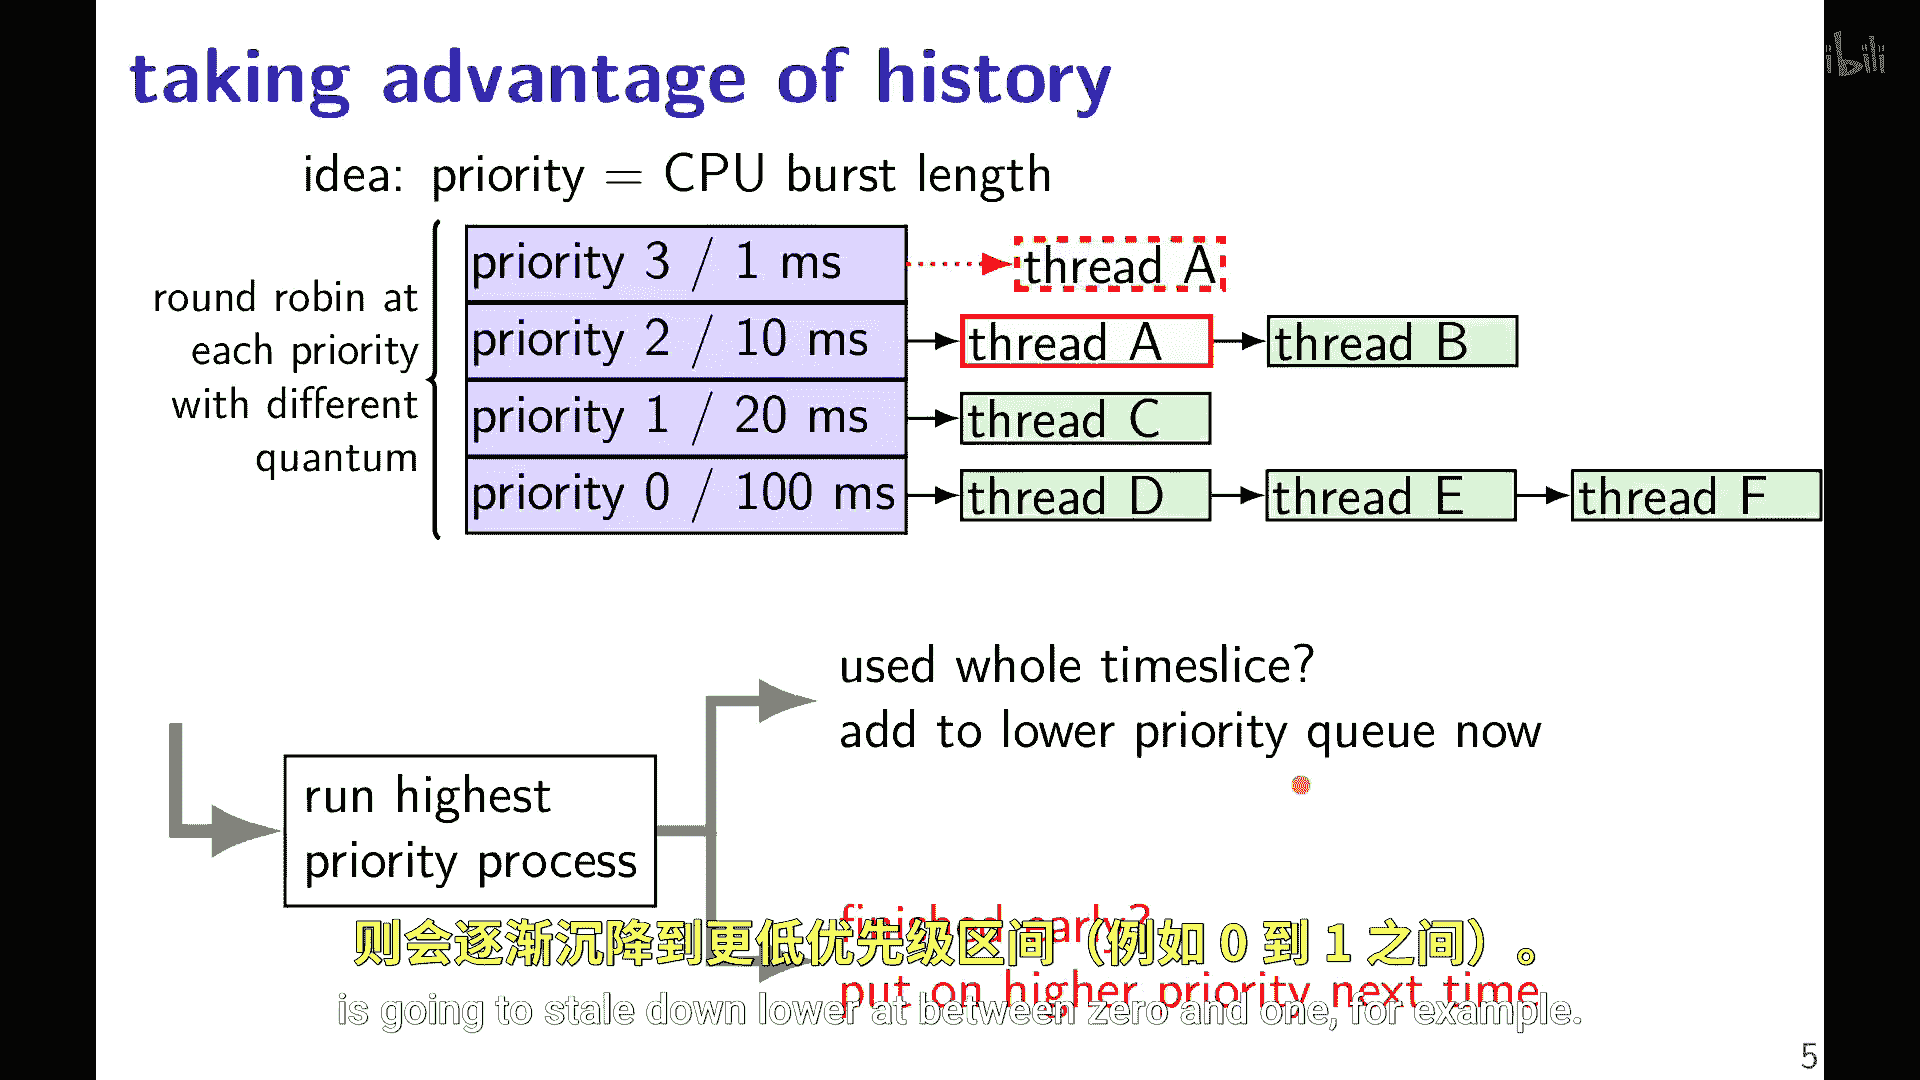 taking advantage of history
idea: priority = CPU burst length
round robin at
each priority
with different
quantum
priority 3 / 1 ms
thread A
priority 2 / 10 ms
thread A
thread B
priority 1 / 20 ms
thread C
priority 0 / 100 ms
thread D
thread E
thread F
used whole timeslice?
add to lower priority queue now
run highest
priority process
finished early?
put on higher priority next time
则会逐渐沉降到更低优先级区间（例如 0 到 1 之间）。
is going to stale down lower at between zero and one, for example.
5